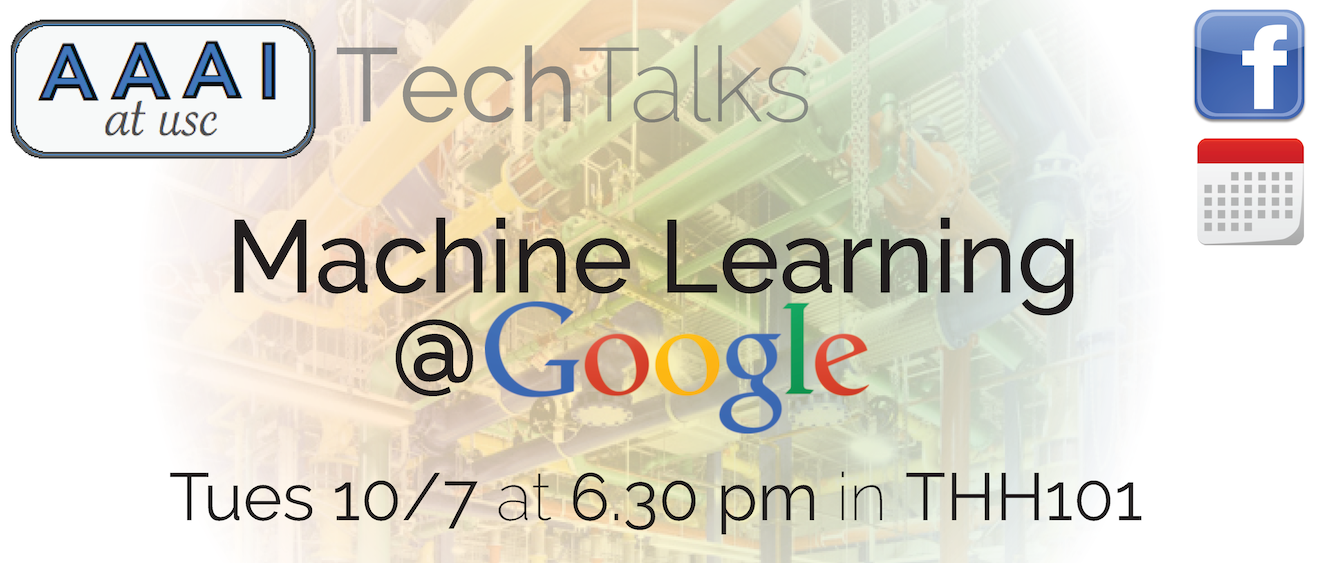 AAAI
at usc
TechTalks
f
Machine Learning
@Google
Tues 10/7 at 6.30 pm in THH101